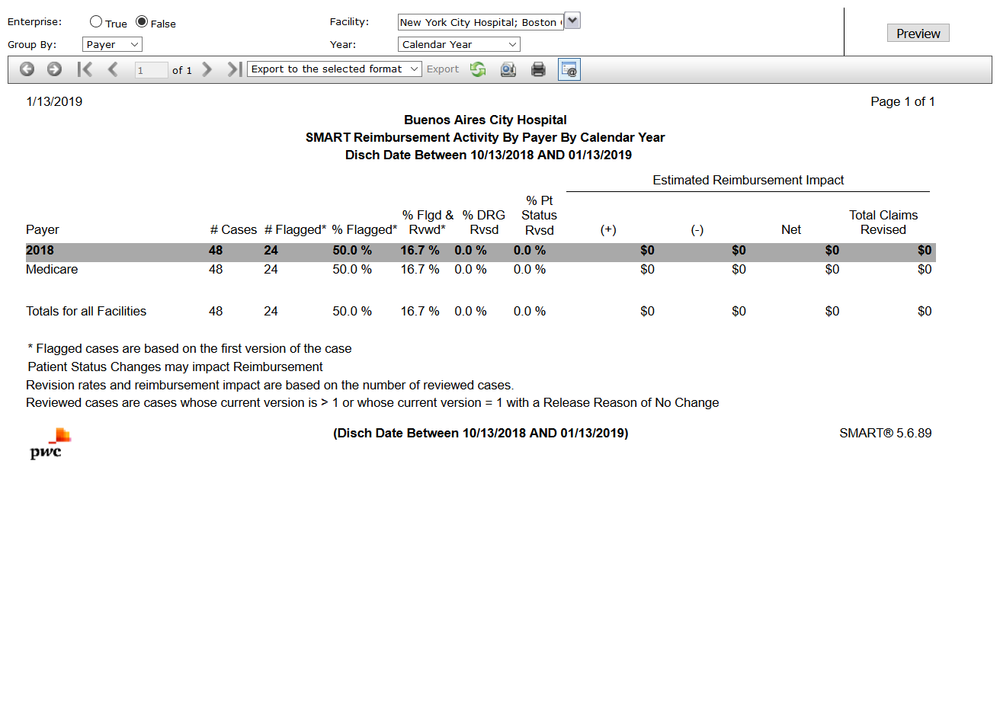 Enterprise: True False Facility: New York City Hospital; Boston
Group By: Payer Year: Calendar Year Preview
1 of 1 Export to the selected format Export
1/13/2019 Page 1 of 1
Buenos Aires City Hospital
SMART Reimbursement Activity By Payer By Calendar Year
Disch Date Between 10/13/2018 AND 01/13/2019
Estimated Reimbursement Impact
% Pt
% Flgd & % DRG Status Total Claims
Payer # Cases # Flagged* % Flagged* Rvwd* Rvsd Rvsd (+) (-) Net Revised
2018 48 24 50.0 % 16.7 % 0.0 % 0.0 % $0 $0 $0 $0
Medicare 48 24 50.0 % 16.7 % 0.0 % 0.0 % $0 $0 $0 $0
Totals for all Facilities 48 24 50.0 % 16.7 % 0.0 % 0.0 % $0 $0 $0 $0
* Flagged cases are based on the first version of the case
Patient Status Changes may impact Reimbursement
Revision rates and reimbursement impact are based on the number of reviewed cases.
Reviewed cases are cases whose current version is > 1 or whose current version = 1 with a Release Reason of No Change
(Disch Date Between 10/13/2018 AND 01/13/2019) SMART® 5.6.89
pwc